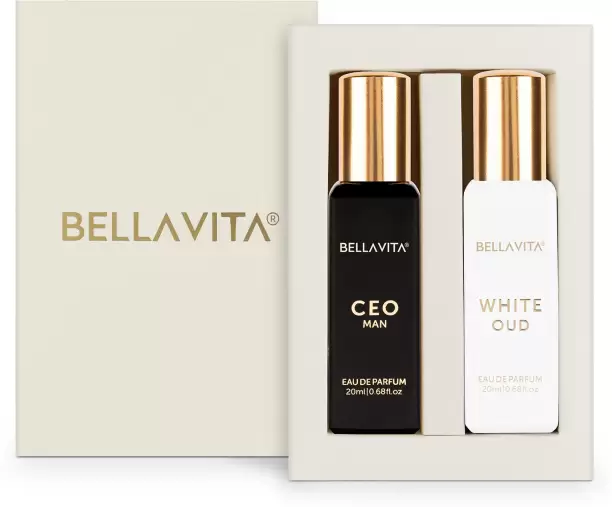 BELLAVITA®
BELLAVITA®
CEO
MAN
EAU DE PARFUM
20ml|0.68fl.oz
BELLAVITA®
WHITE
OUD
EAU DE PARFUM
20ml|0.68fl.oz